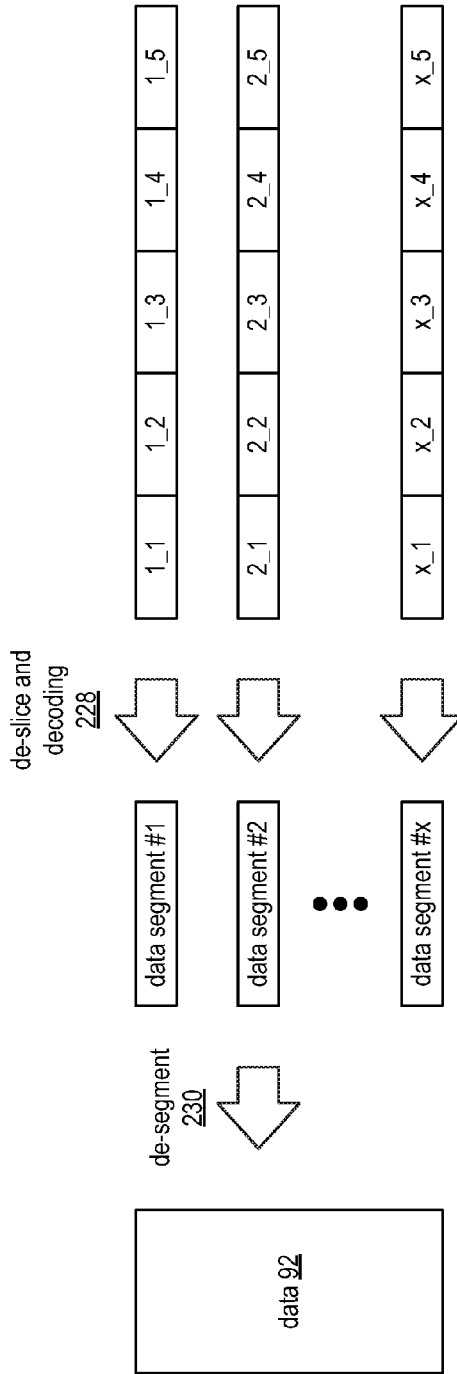 de-slice and
decoding
228
de-segment
230
data 92
data segment #1
1_1 1_2 1_3 1_4 1_5
data segment #2
2_1 2_2 2_3 2_4 2_5
data segment #x
x_1 x_2 x_3 x_4 x_5